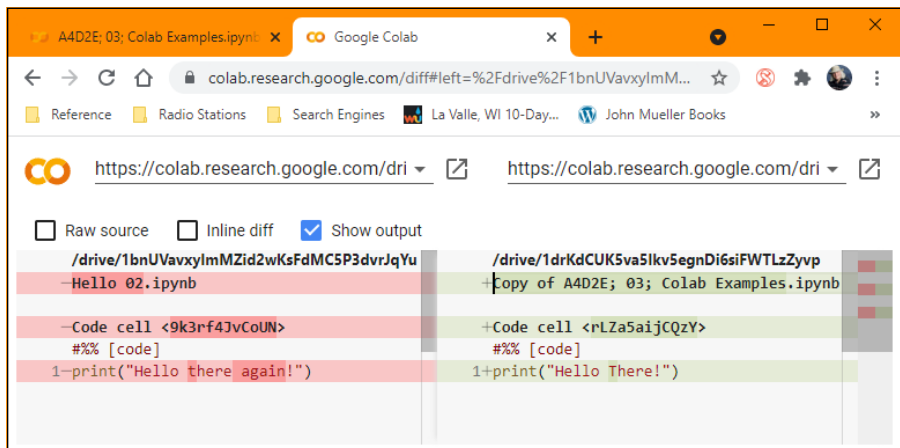 A4D2E; 03; Colab Examples.ipynb
Google Colab
colab.research.google.com/diff#left=%2Fdrive%2F1bnUVavxyImM...
Reference
Radio Stations
Search Engines
La Valle, WI 10-Day...
John Mueller Books
»
https://colab.research.google.com/dri
https://colab.research.google.com/dri
Raw source
Inline diff
Show output
/drive/1bnUVavxyImMZid2wKsFdMC5P3dvrJqYu
−Hello 02.ipynb
−Code cell <9k3rf4JvCoUN>
#%% [code]
1−print("Hello there again!")
/drive/1drKdCUK5va5Ikv5egnDi6siFWTLzZyvp
+Copy of A4D2E; 03; Colab Examples.ipynb
+Code cell <rLZa5aijCQzY>
#%% [code]
1+print("Hello There!")